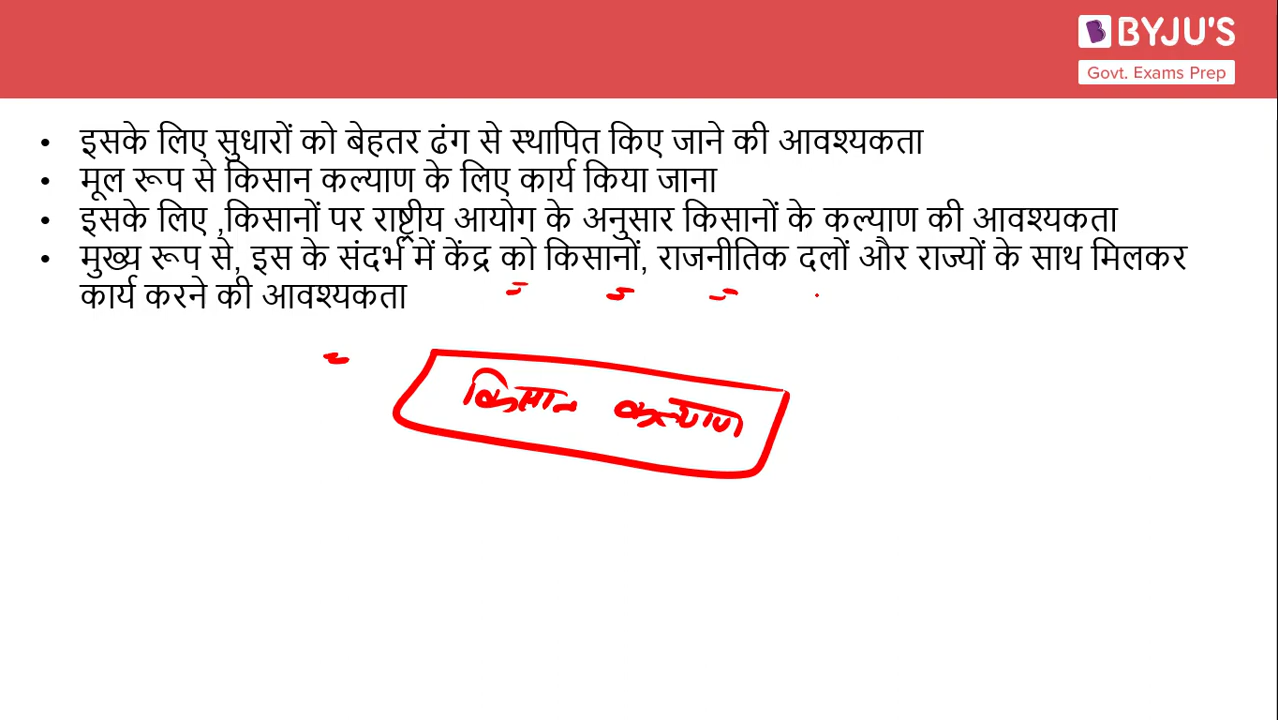 BYJU'S
Govt. Exams Prep
• इसके लिए सुधारों को बेहतर ढंग से स्थापित किए जाने की आवश्यकता
• मूल रूप से किसान कल्याण के लिए कार्य किया जाना
• इसके लिए ,किसानों पर राष्ट्रीय आयोग के अनुसार किसानों के कल्याण की आवश्यकता
• मुख्य रूप से, इस के संदर्भ में केंद्र को किसानों, राजनीतिक दलों और राज्यों के साथ मिलकर
कार्य करने की आवश्यकता
किसान कल्याण